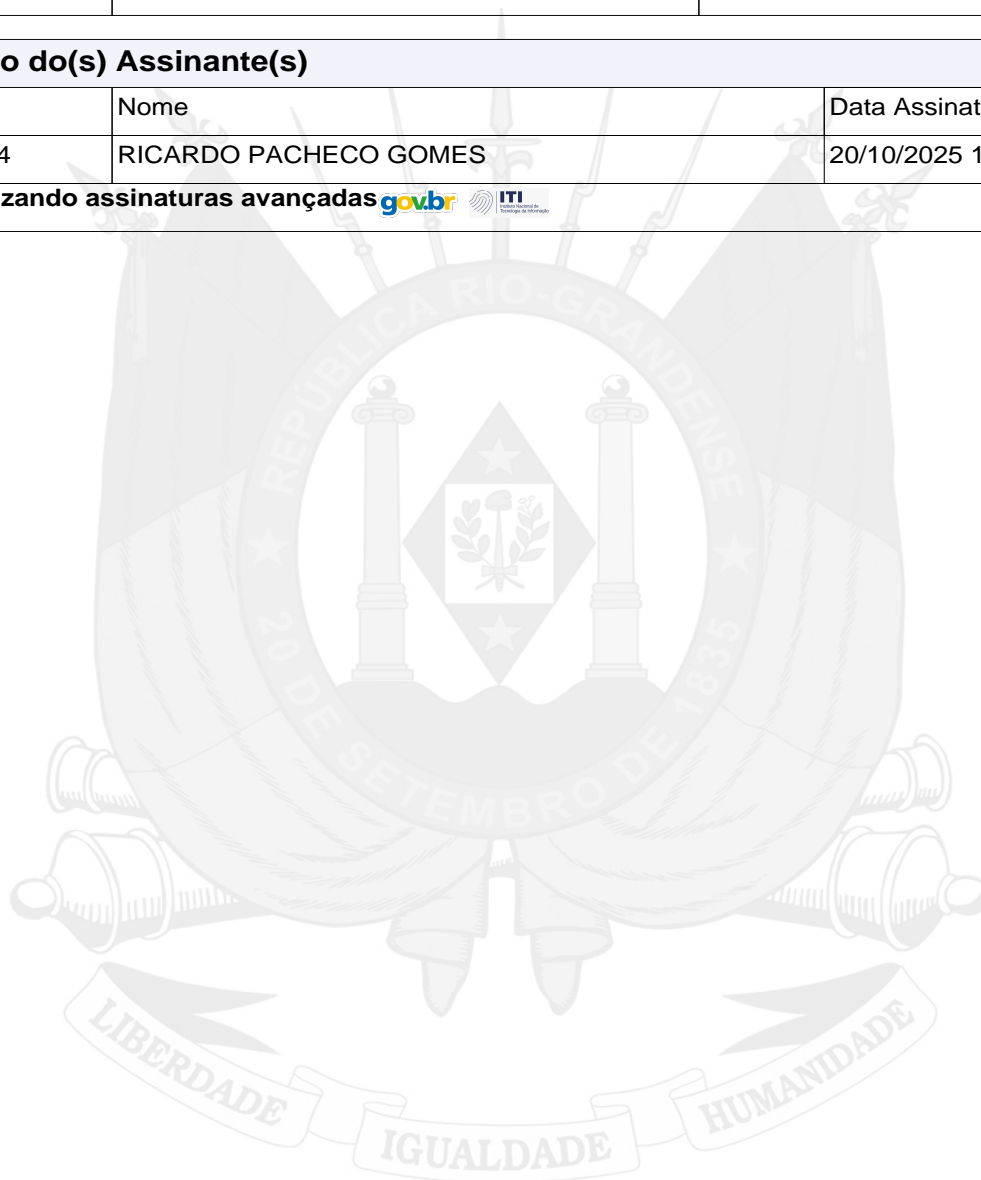 o do(s) Assinante(s)
Nome Data Assinat
4 RICARDO PACHECO GOMES 20/10/2025 1
zando assinaturas avançadas gov.br ITI
REPÚBLICA RIO-GRANDENSE
20 DE SETEMBRO DE 1835
LIBERDADE IGUALDADE HUMANIDADE